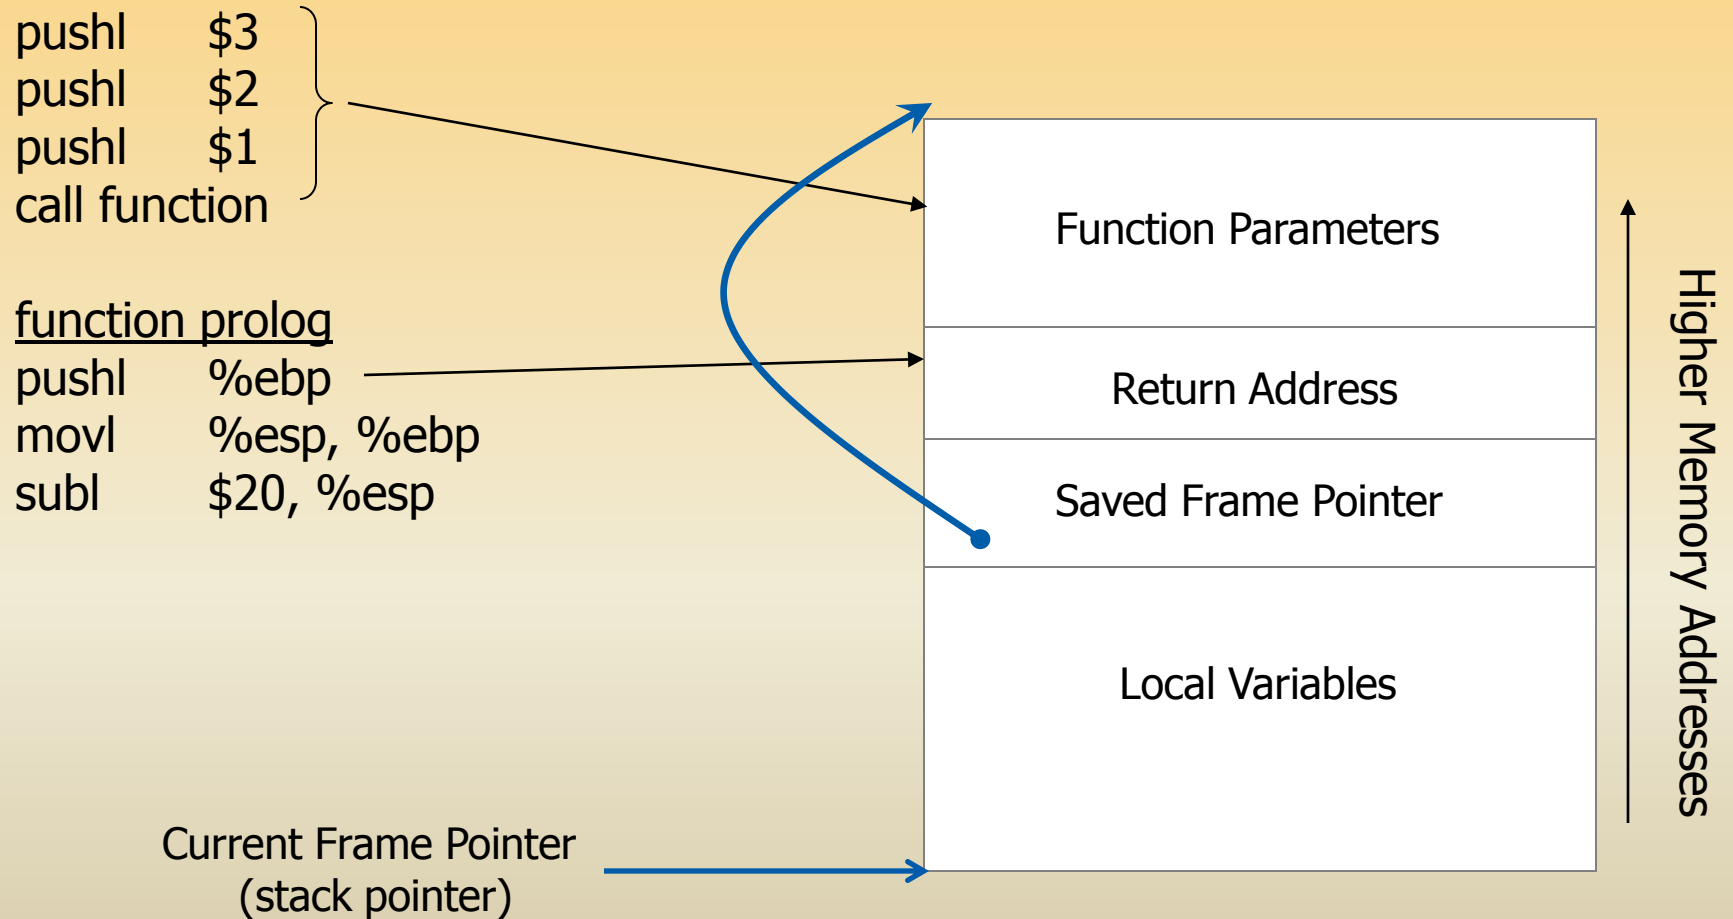 pushl $3
pushl $2
pushl $1
call function
function prolog
pushl %ebp
movl %esp, %ebp
subl $20, %esp
Function Parameters
Return Address
Saved Frame Pointer
Local Variables
Higher Memory Addresses
Current Frame Pointer
(stack pointer)